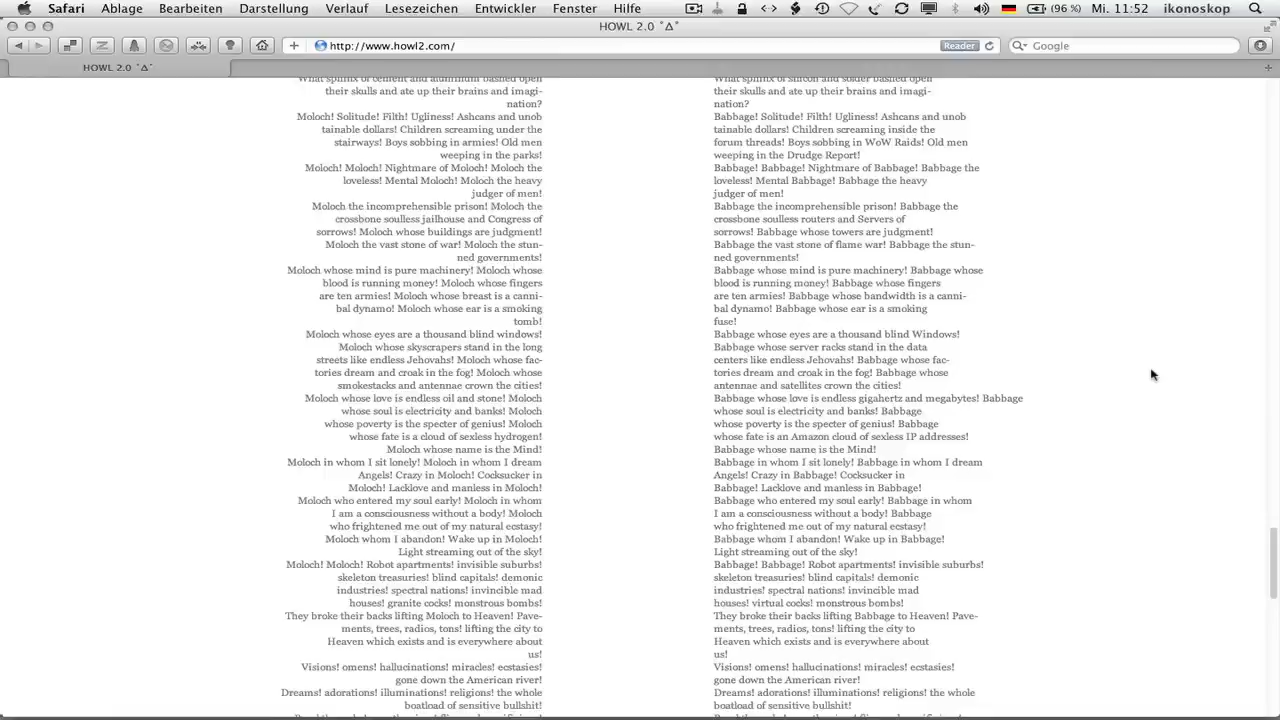 Safari Ablage Bearbeiten Darstellung Verlauf Lesezeichen Entwickler Fenster Hilfe (96 %) Mi. 11:52 ikonoskop
HOWL 2.0 ˚∆˚
http://www.howl2.com/ Reader Google
HOWL 2.0 ˚∆˚
What sphinx of cement and aluminum bashed open
their skulls and ate up their brains and imagi-
nation?
Moloch! Solitude! Filth! Ugliness! Ashcans and unob
tainable dollars! Children screaming under the
stairways! Boys sobbing in armies! Old men
weeping in the parks!
Moloch! Moloch! Nightmare of Moloch! Moloch the
loveless! Mental Moloch! Moloch the heavy
judger of men!
Moloch the incomprehensible prison! Moloch the
crossbone soulless jailhouse and Congress of
sorrows! Moloch whose buildings are judgment!
Moloch the vast stone of war! Moloch the stun-
ned governments!
Moloch whose mind is pure machinery! Moloch whose
blood is running money! Moloch whose fingers
are ten armies! Moloch whose breast is a canni-
bal dynamo! Moloch whose ear is a smoking
tomb!
Moloch whose eyes are a thousand blind windows!
Moloch whose skyscrapers stand in the long
streets like endless Jehovahs! Moloch whose fac-
tories dream and croak in the fog! Moloch whose
smokestacks and antennae crown the cities!
Moloch whose love is endless oil and stone! Moloch
whose soul is electricity and banks! Moloch
whose poverty is the specter of genius! Moloch
whose fate is a cloud of sexless hydrogen!
Moloch whose name is the Mind!
Moloch in whom I sit lonely! Moloch in whom I dream
Angels! Crazy in Moloch! Cocksucker in
Moloch! Lacklove and manless in Moloch!
Moloch who entered my soul early! Moloch in whom
I am a consciousness without a body! Moloch
who frightened me out of my natural ecstasy!
Moloch whom I abandon! Wake up in Moloch!
Light streaming out of the sky!
Moloch! Moloch! Robot apartments! invisible suburbs!
skeleton treasuries! blind capitals! demonic
industries! spectral nations! invincible mad
houses! granite cocks! monstrous bombs!
They broke their backs lifting Moloch to Heaven! Pave-
ments, trees, radios, tons! lifting the city to
Heaven which exists and is everywhere about
us!
Visions! omens! hallucinations! miracles! ecstasies!
gone down the American river!
Dreams! adorations! illuminations! religions! the whole
boatload of sensitive bullshit!
What sphinx of silicon and solder bashed open
their skulls and ate up their brains and imagi-
nation?
Babbage! Solitude! Filth! Ugliness! Ashcans and unob
tainable dollars! Children screaming inside the
forum threads! Boys sobbing in WoW Raids! Old men
weeping in the Drudge Report!
Babbage! Babbage! Nightmare of Babbage! Babbage the
loveless! Mental Babbage! Babbage the heavy
judger of men!
Babbage the incomprehensible prison! Babbage the
crossbone soulless routers and Servers of
sorrows! Babbage whose towers are judgment!
Babbage the vast stone of flame war! Babbage the stun-
ned governments!
Babbage whose mind is pure machinery! Babbage whose
blood is running money! Babbage whose fingers
are ten armies! Babbage whose bandwidth is a canni-
bal dynamo! Babbage whose ear is a smoking
fuse!
Babbage whose eyes are a thousand blind Windows!
Babbage whose server racks stand in the data
centers like endless Jehovahs! Babbage whose fac-
tories dream and croak in the fog! Babbage whose
antennae and satellites crown the cities!
Babbage whose love is endless gigahertz and megabytes! Babbage
whose soul is electricity and banks! Babbage
whose poverty is the specter of genius! Babbage
whose fate is an Amazon cloud of sexless IP addresses!
Babbage whose name is the Mind!
Babbage in whom I sit lonely! Babbage in whom I dream
Angels! Crazy in Babbage! Cocksucker in
Babbage! Lacklove and manless in Babbage!
Babbage who entered my soul early! Babbage in whom
I am a consciousness without a body! Babbage
who frightened me out of my natural ecstasy!
Babbage whom I abandon! Wake up in Babbage!
Light streaming out of the sky!
Babbage! Babbage! Robot apartments! invisible suburbs!
skeleton treasuries! blind capitals! demonic
industries! spectral nations! invincible mad
houses! virtual cocks! monstrous bombs!
They broke their backs lifting Babbage to Heaven! Pave-
ments, trees, radios, tons! lifting the city to
Heaven which exists and is everywhere about
us!
Visions! omens! hallucinations! miracles! ecstasies!
gone down the American river!
Dreams! adorations! illuminations! religions! the whole
boatload of sensitive bullshit!